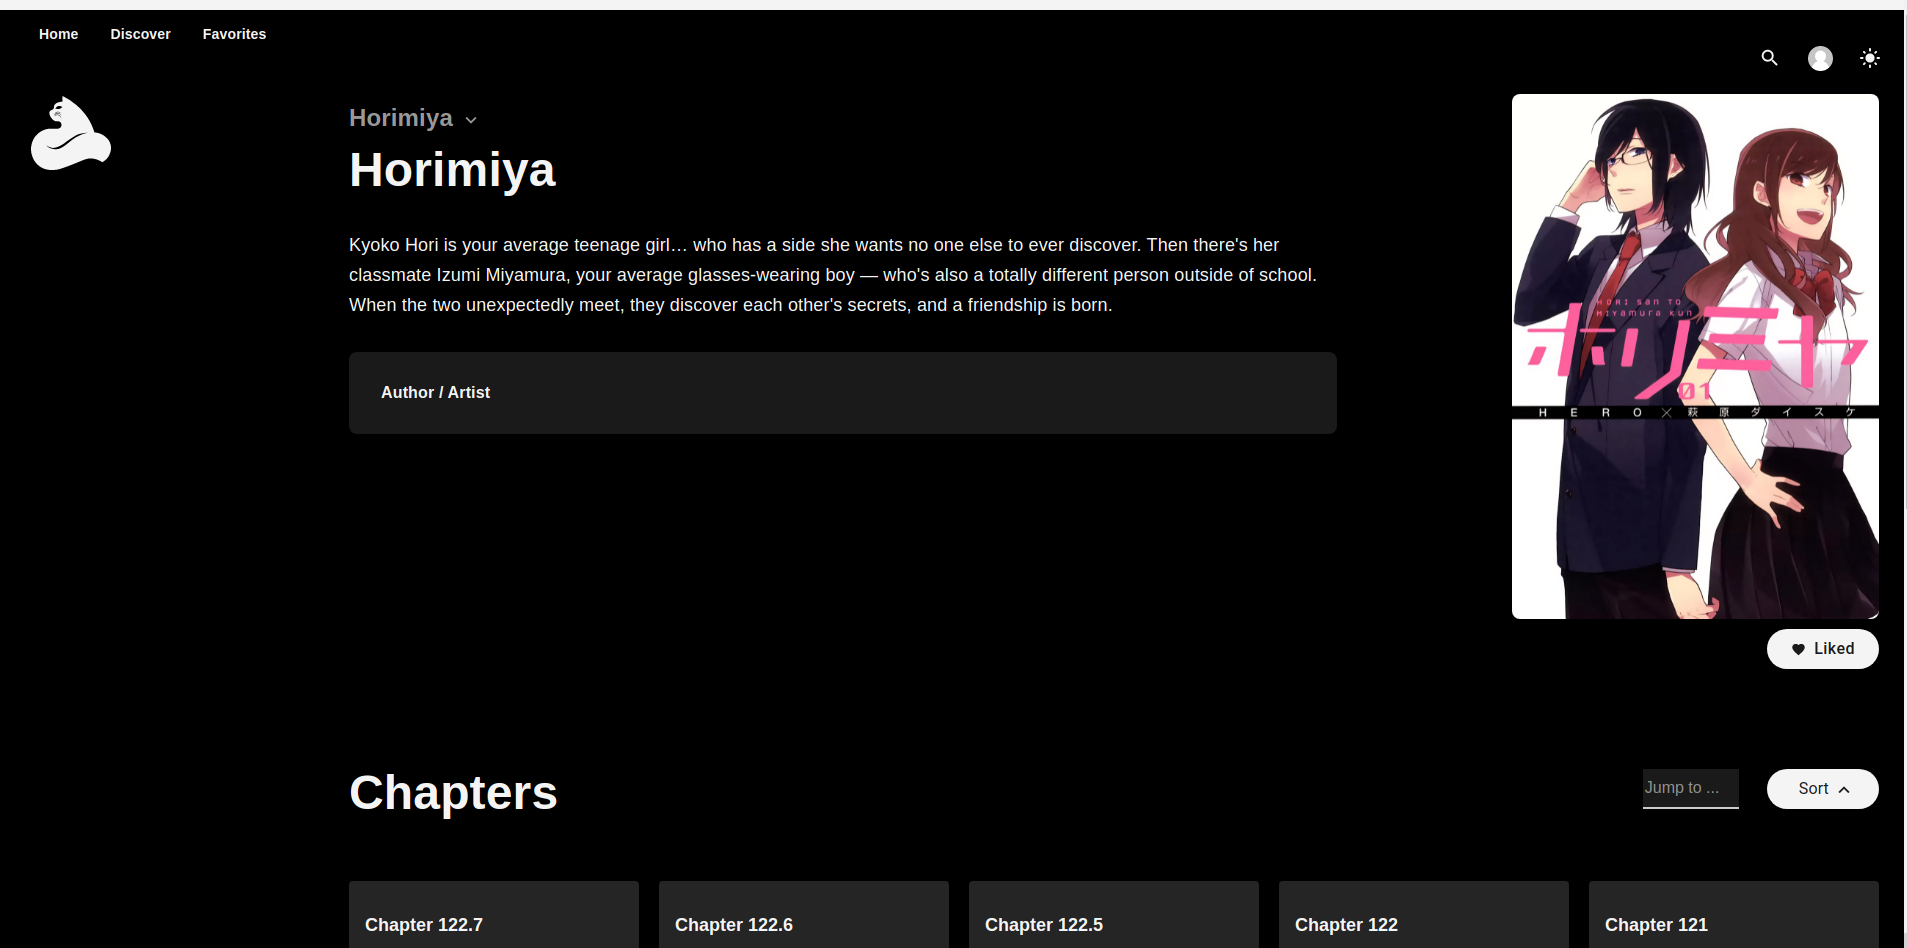 Home Discover Favorites
Horimiya
Horimiya
Kyoko Hori is your average teenage girl… who has a side she wants no one else to ever discover. Then there's her
classmate Izumi Miyamura, your average glasses-wearing boy — who's also a totally different person outside of school.
When the two unexpectedly meet, they discover each other's secrets, and a friendship is born.
Author / Artist
HORI san TO
MIYamura kun
ホリミヤ
01
HERO×萩原ダイスケ
Liked
Chapters
Jump to ...
Sort
Chapter 122.7 Chapter 122.6 Chapter 122.5 Chapter 122 Chapter 121